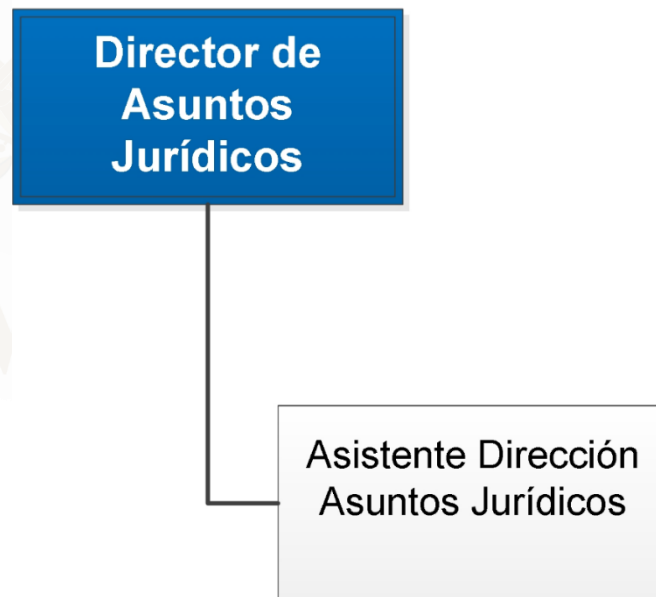 Director de
Asuntos
Jurídicos
Asistente Dirección
Asuntos Jurídicos